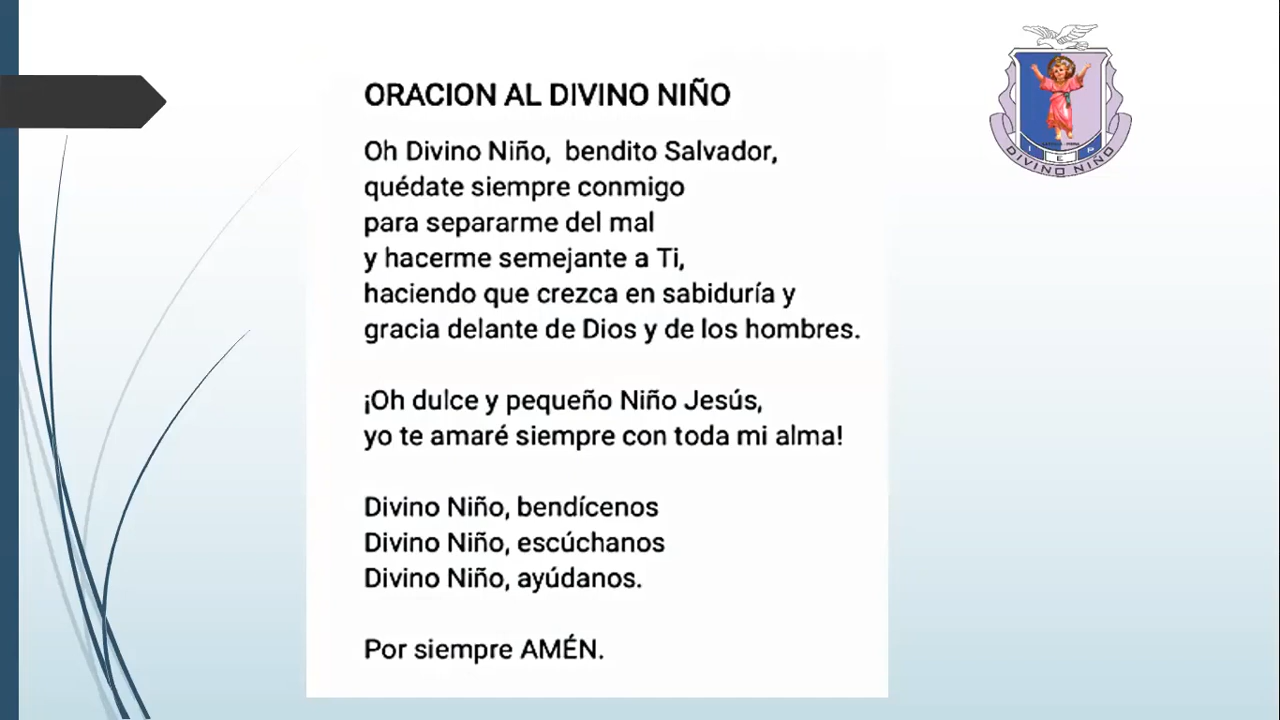 ORACION AL DIVINO NIÑO
Oh Divino Niño, bendito Salvador,
quédate siempre conmigo
para separarme del mal
y hacerme semejante a Ti,
haciendo que crezca en sabiduría y
gracia delante de Dios y de los hombres.
¡Oh dulce y pequeño Niño Jesús,
yo te amaré siempre con toda mi alma!
Divino Niño, bendícenos
Divino Niño, escúchanos
Divino Niño, ayúdanos.
Por siempre AMÉN.
I E P
DIVINO NIÑO